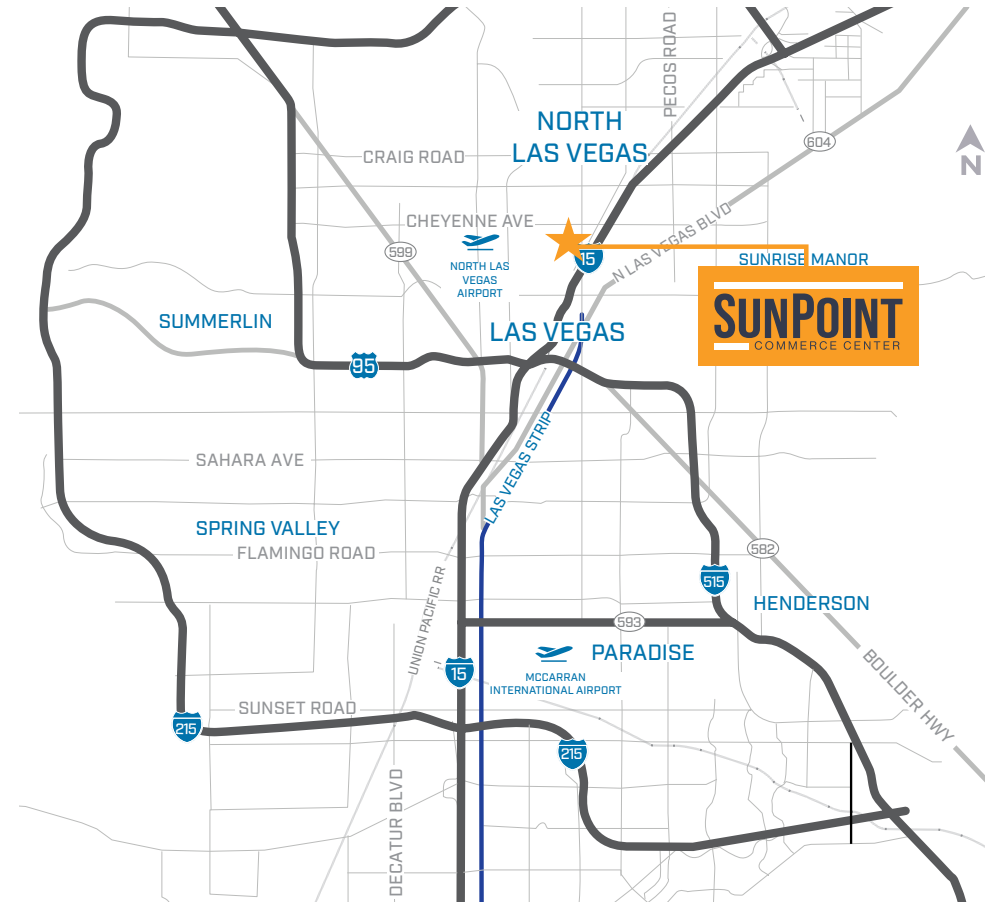 PECOS ROAD
NORTH
LAS VEGAS
CRAIG ROAD
604
N
CHEYENNE AVE
N LAS VEGAS BLVD
599
15
SUNRISE MANOR
NORTH LAS
VEGAS
AIRPORT
SUNPOINT
COMMERCE CENTER
SUMMERLIN
LAS VEGAS
95
LAS VEGAS STRIP
SAHARA AVE
SPRING VALLEY
FLAMINGO ROAD
582
515
UNION PACIFIC RR
HENDERSON
593
PARADISE
15
MCCARRAN
INTERNATIONAL AIRPORT
BOULDER HWY
SUNSET ROAD
215
215
DECATUR BLVD